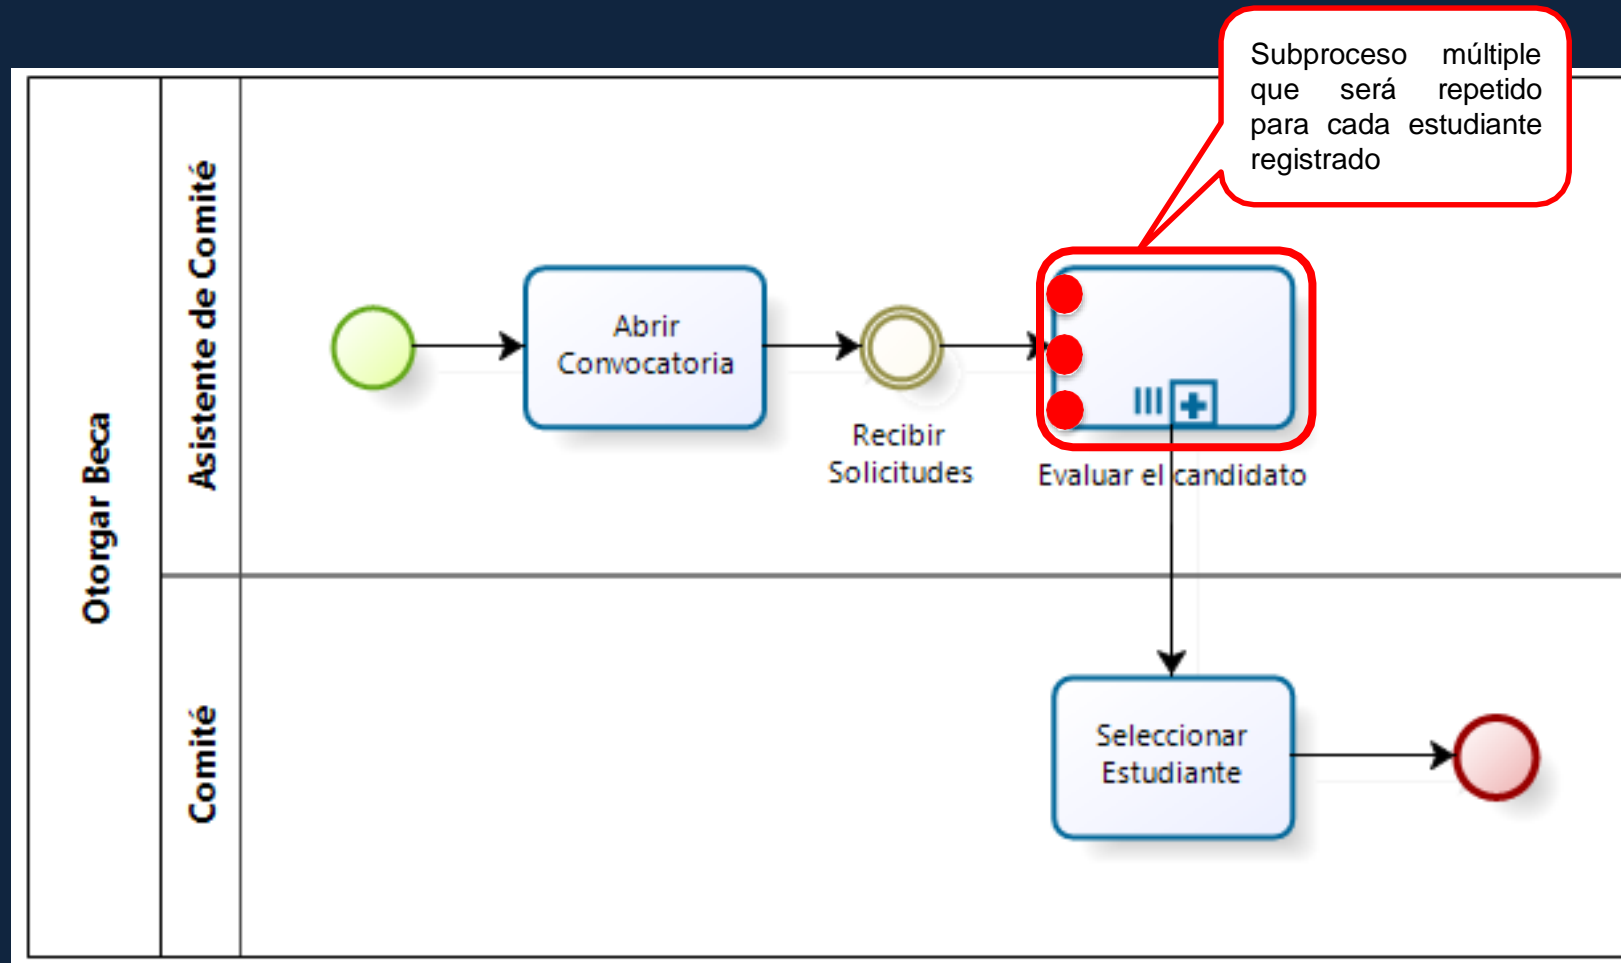 Subproceso múltiple
que será repetido
para cada estudiante
registrado
Otorgar Beca
Asistente de Comité
Abrir
Convocatoria
Recibir
Solicitudes
Evaluar el candidato
Comité
Seleccionar
Estudiante